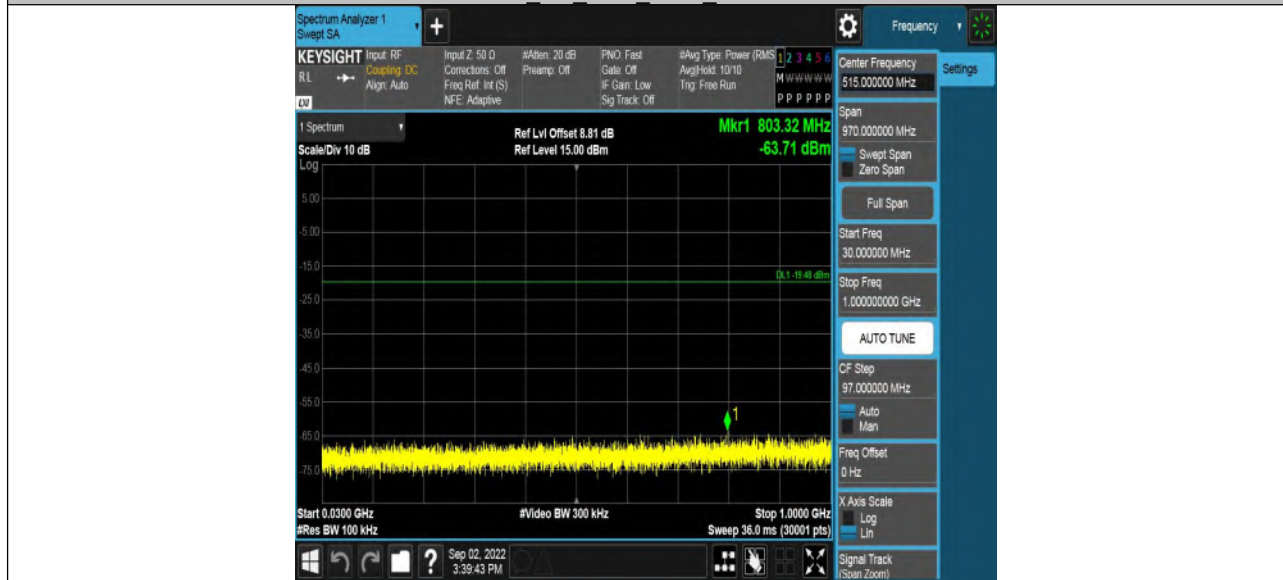 Spectrum Analyzer 1
Swept SA
+
Frequency
KEYSIGHT
Input: RF
Coupling: DC
Align: Auto
RL
LXI
Input Z: 50 Ω
Corrections: Off
Freq Ref: Int (S)
NFE: Adaptive
#Atten: 20 dB
Preamp: Off
PNO: Fast
Gate: Off
IF Gain: Low
Sig Track: Off
#Avg Type: Power (RMS
Avg|Hold: 10/10
Trig: Free Run
1 2 3 4 5 6
M W W W W W
P P P P P P
1 Spectrum
Scale/Div 10 dB
Ref Lvl Offset 8.81 dB
Ref Level 15.00 dBm
Mkr1 803.32 MHz
-63.71 dBm
Log
5.00
-5.00
-15.0
DL1 -19.48 dBm
-25.0
-35.0
-45.0
-55.0
1
-65.0
-75.0
Start 0.0300 GHz
#Res BW 100 kHz
#Video BW 300 kHz
Stop 1.0000 GHz
Sweep 36.0 ms (30001 pts)
?
Sep 02, 2022
3:39:43 PM
Center Frequency
515.000000 MHz
Settings
Span
970.000000 MHz
Swept Span
Zero Span
Full Span
Start Freq
30.000000 MHz
Stop Freq
1.000000000 GHz
AUTO TUNE
CF Step
97.000000 MHz
Auto
Man
Freq Offset
0 Hz
X Axis Scale
Log
Lin
Signal Track
(Span Zoom)